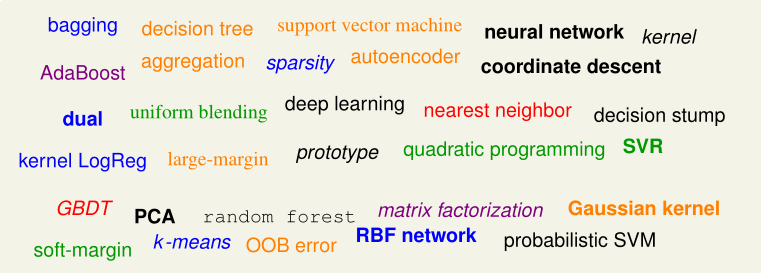 bagging decision tree support vector machine neural network kernel
AdaBoost aggregation sparsity autoencoder coordinate descent
dual uniform blending deep learning nearest neighbor decision stump
kernel LogReg large-margin prototype quadratic programming SVR
GBDT PCA random forest matrix factorization Gaussian kernel
soft-margin k-means OOB error RBF network probabilistic SVM